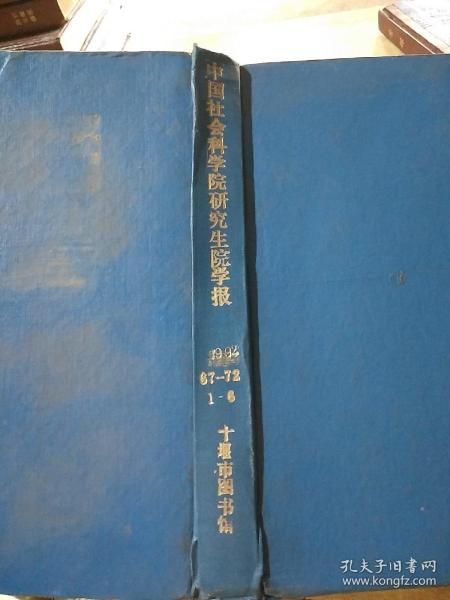 中国社会科学院研究生院学报
1992
67-72
1-6
十堰市图书馆
孔夫子旧书网
www.kongfz.com